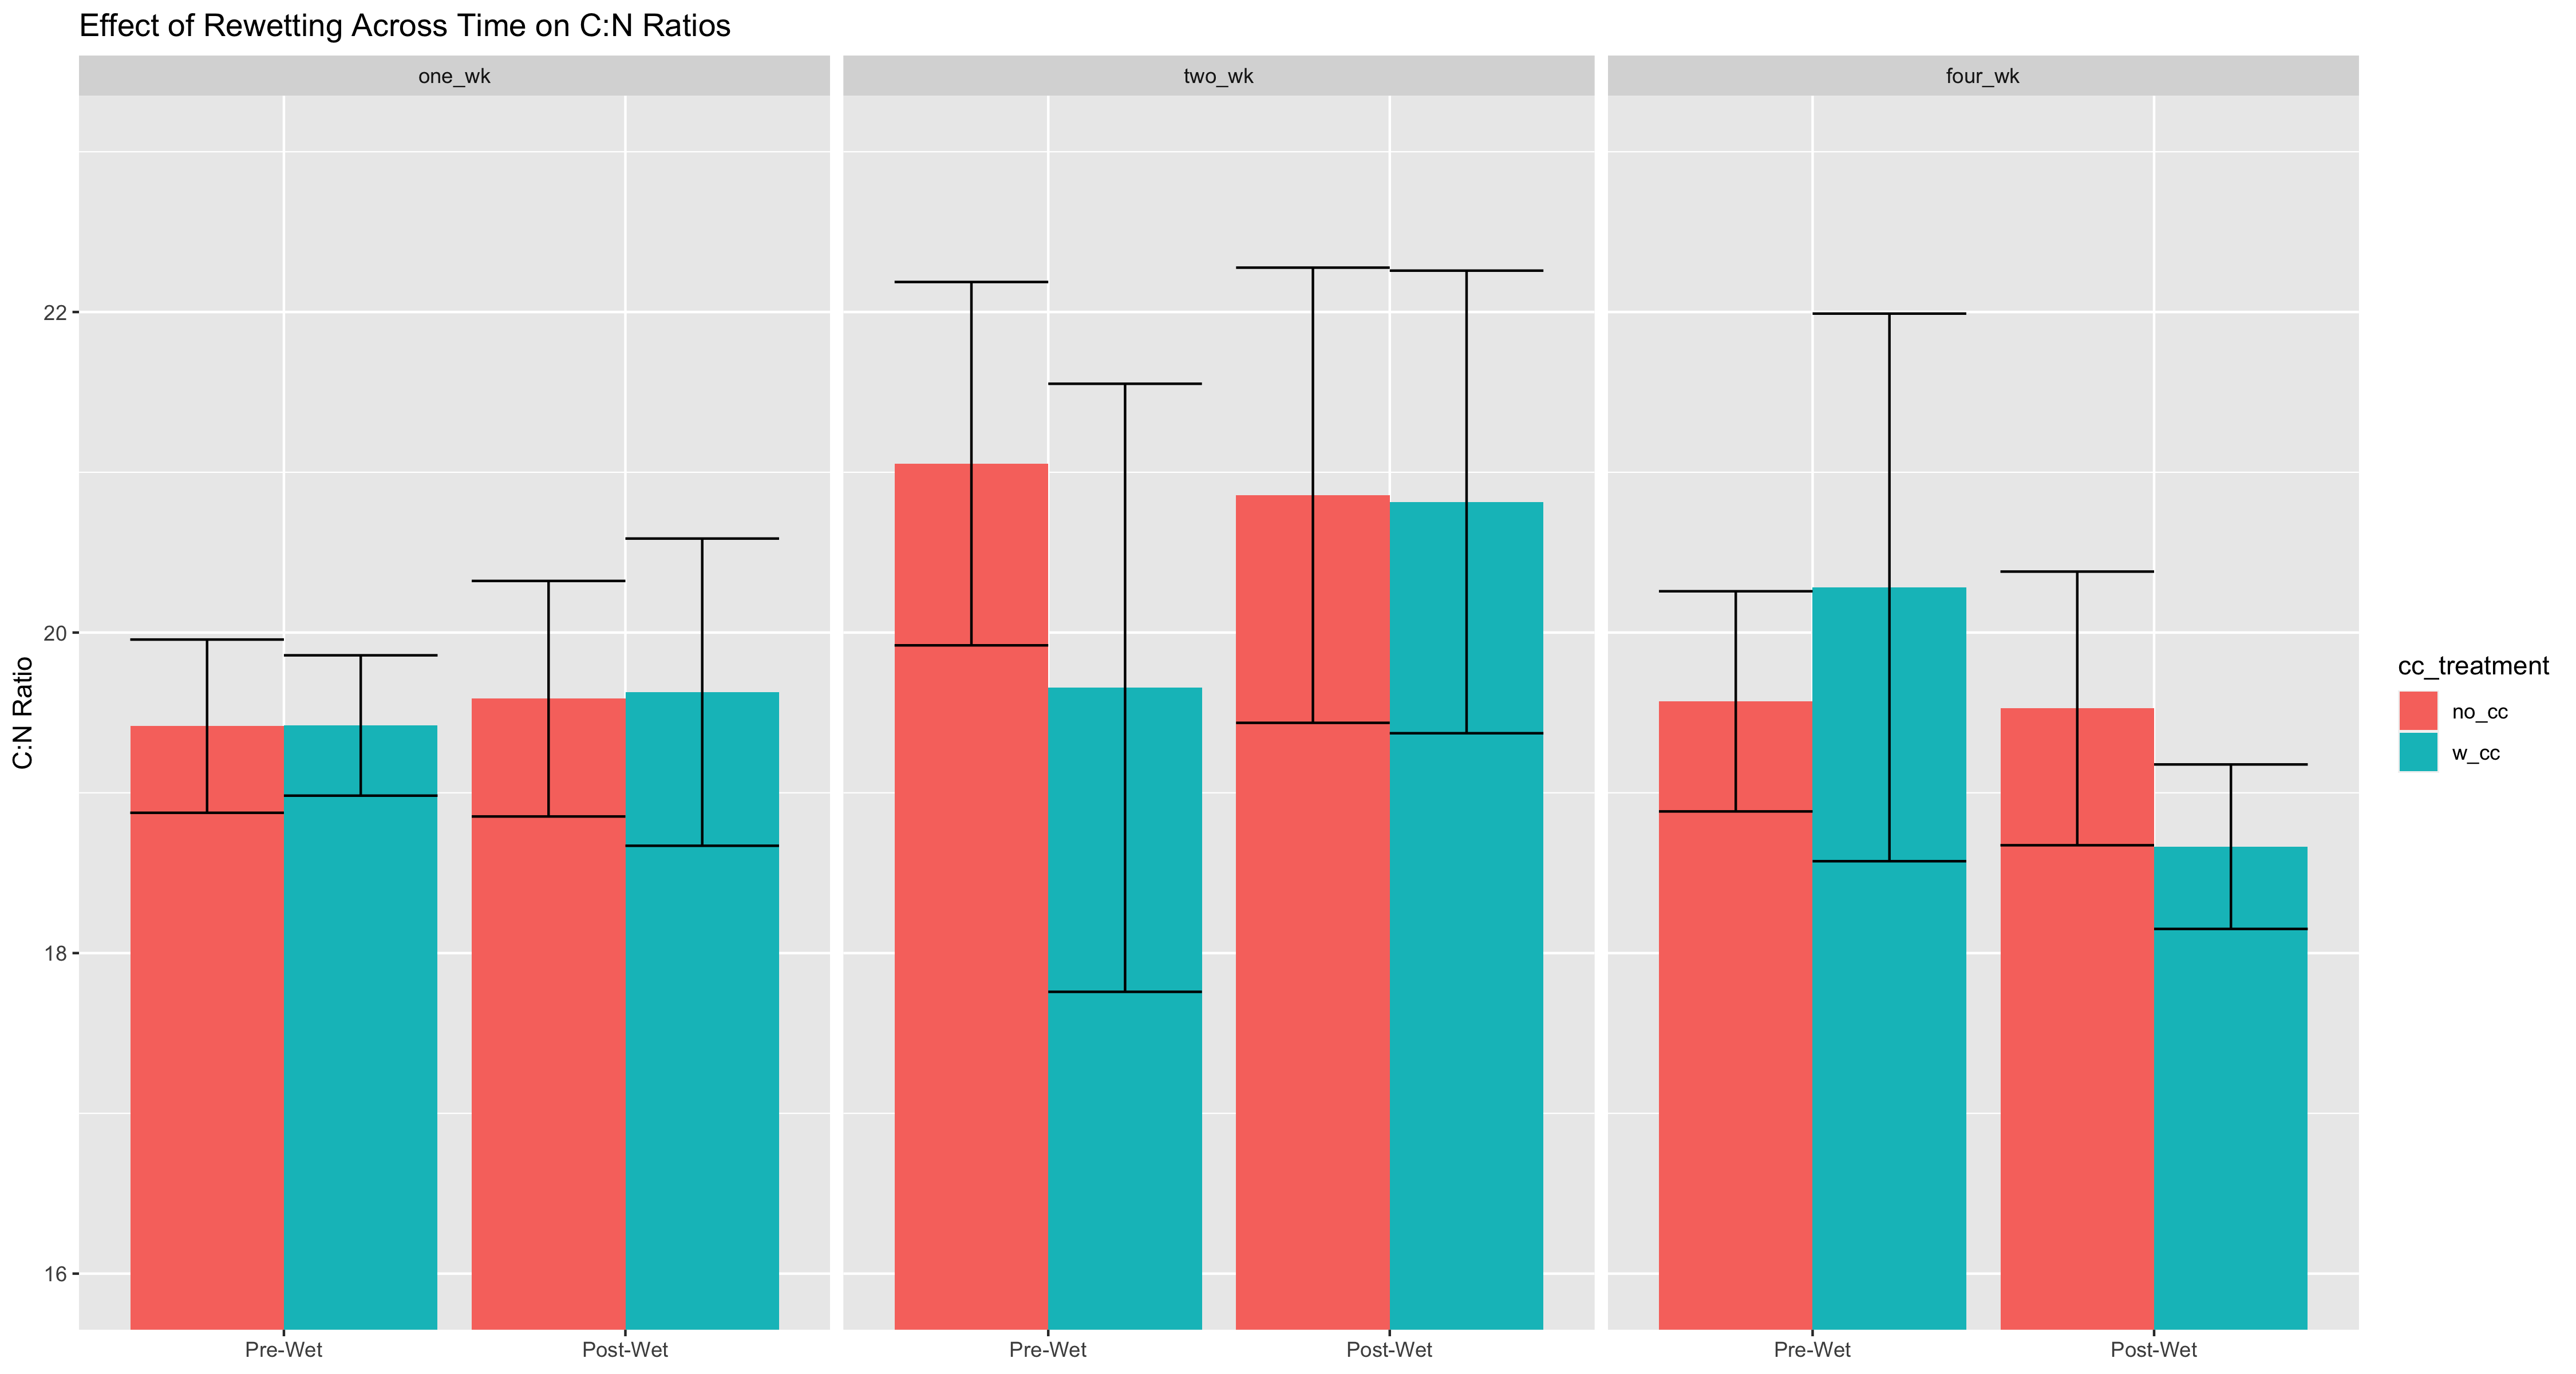 Effect of Rewetting Across Time on C:N Ratios
one_wk
two_wk
four_wk
C:N Ratio
22
20
18
16
Pre-Wet
Post-Wet
Pre-Wet
Post-Wet
Pre-Wet
Post-Wet
cc_treatment
no_cc
w_cc